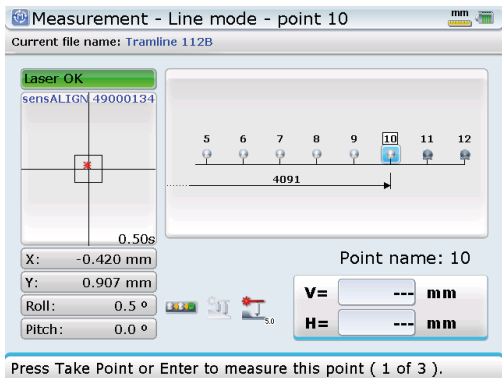 Measurement - Line mode - point 10
mm
Current file name: Tramline 112B
Laser OK
sensALIGN 49000134
0.50s
5 6 7 8 9 10 11 12
4091
X: -0.420 mm
Y: 0.907 mm
Roll: 0.5 º
Pitch: 0.0 º
5.0
Point name: 10
V= --- mm
H= --- mm
Press Take Point or Enter to measure this point ( 1 of 3 ).